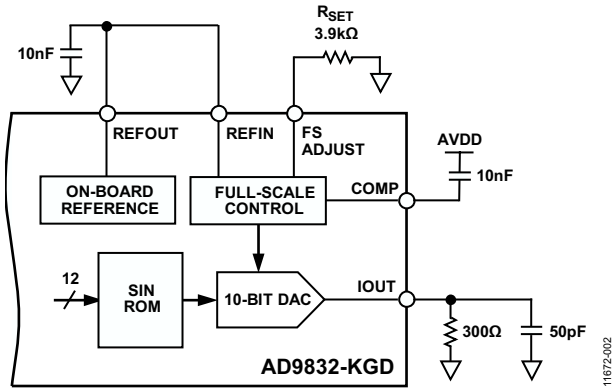 RSET
3.9kΩ
10nF
REFOUT
REFIN
FS
ADJUST
AVDD
10nF
ON-BOARD
REFERENCE
FULL-SCALE
CONTROL
COMP
12
SIN
ROM
10-BIT DAC
IOUT
300Ω
50pF
AD9832-KGD
11672-002